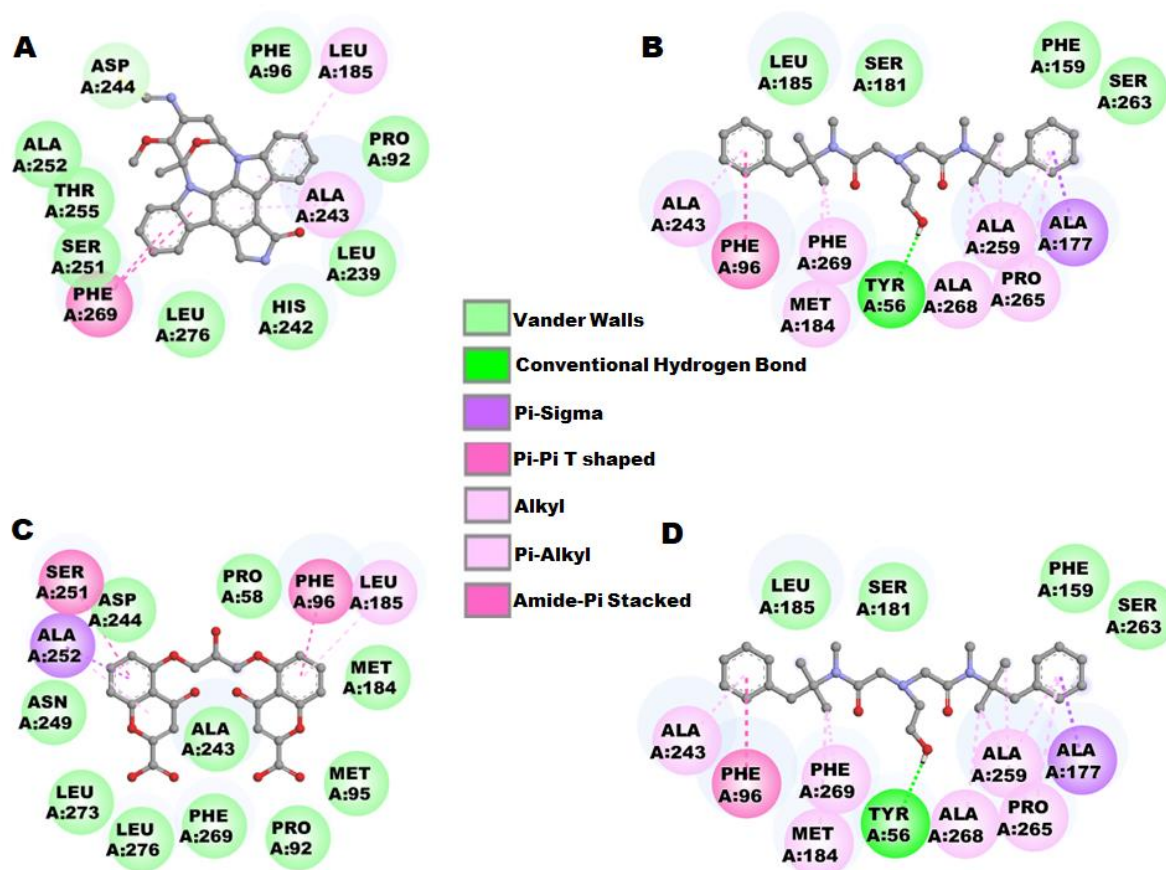 A
ASP
A:244
PHE
A:96
LEU
A:185
ALA
A:252
PRO
A:92
THR
A:255
ALA
A:243
SER
A:251
LEU
A:239
PHE
A:269
LEU
A:276
HIS
A:242
B
LEU
A:185
SER
A:181
PHE
A:159
SER
A:263
ALA
A:243
PHE
A:96
PHE
A:269
MET
A:184
TYR
A:56
ALA
A:268
ALA
A:259
PRO
A:265
ALA
A:177
Vander Walls
Conventional Hydrogen Bond
Pi-Sigma
Pi-Pi T shaped
Alkyl
Pi-Alkyl
Amide-Pi Stacked
C
SER
A:251
ASP
A:244
PRO
A:58
PHE
A:96
LEU
A:185
ALA
A:252
MET
A:184
ASN
A:249
ALA
A:243
MET
A:95
LEU
A:273
LEU
A:276
PHE
A:269
PRO
A:92
D
LEU
A:185
SER
A:181
PHE
A:159
SER
A:263
ALA
A:243
PHE
A:96
PHE
A:269
MET
A:184
TYR
A:56
ALA
A:268
ALA
A:259
PRO
A:265
ALA
A:177